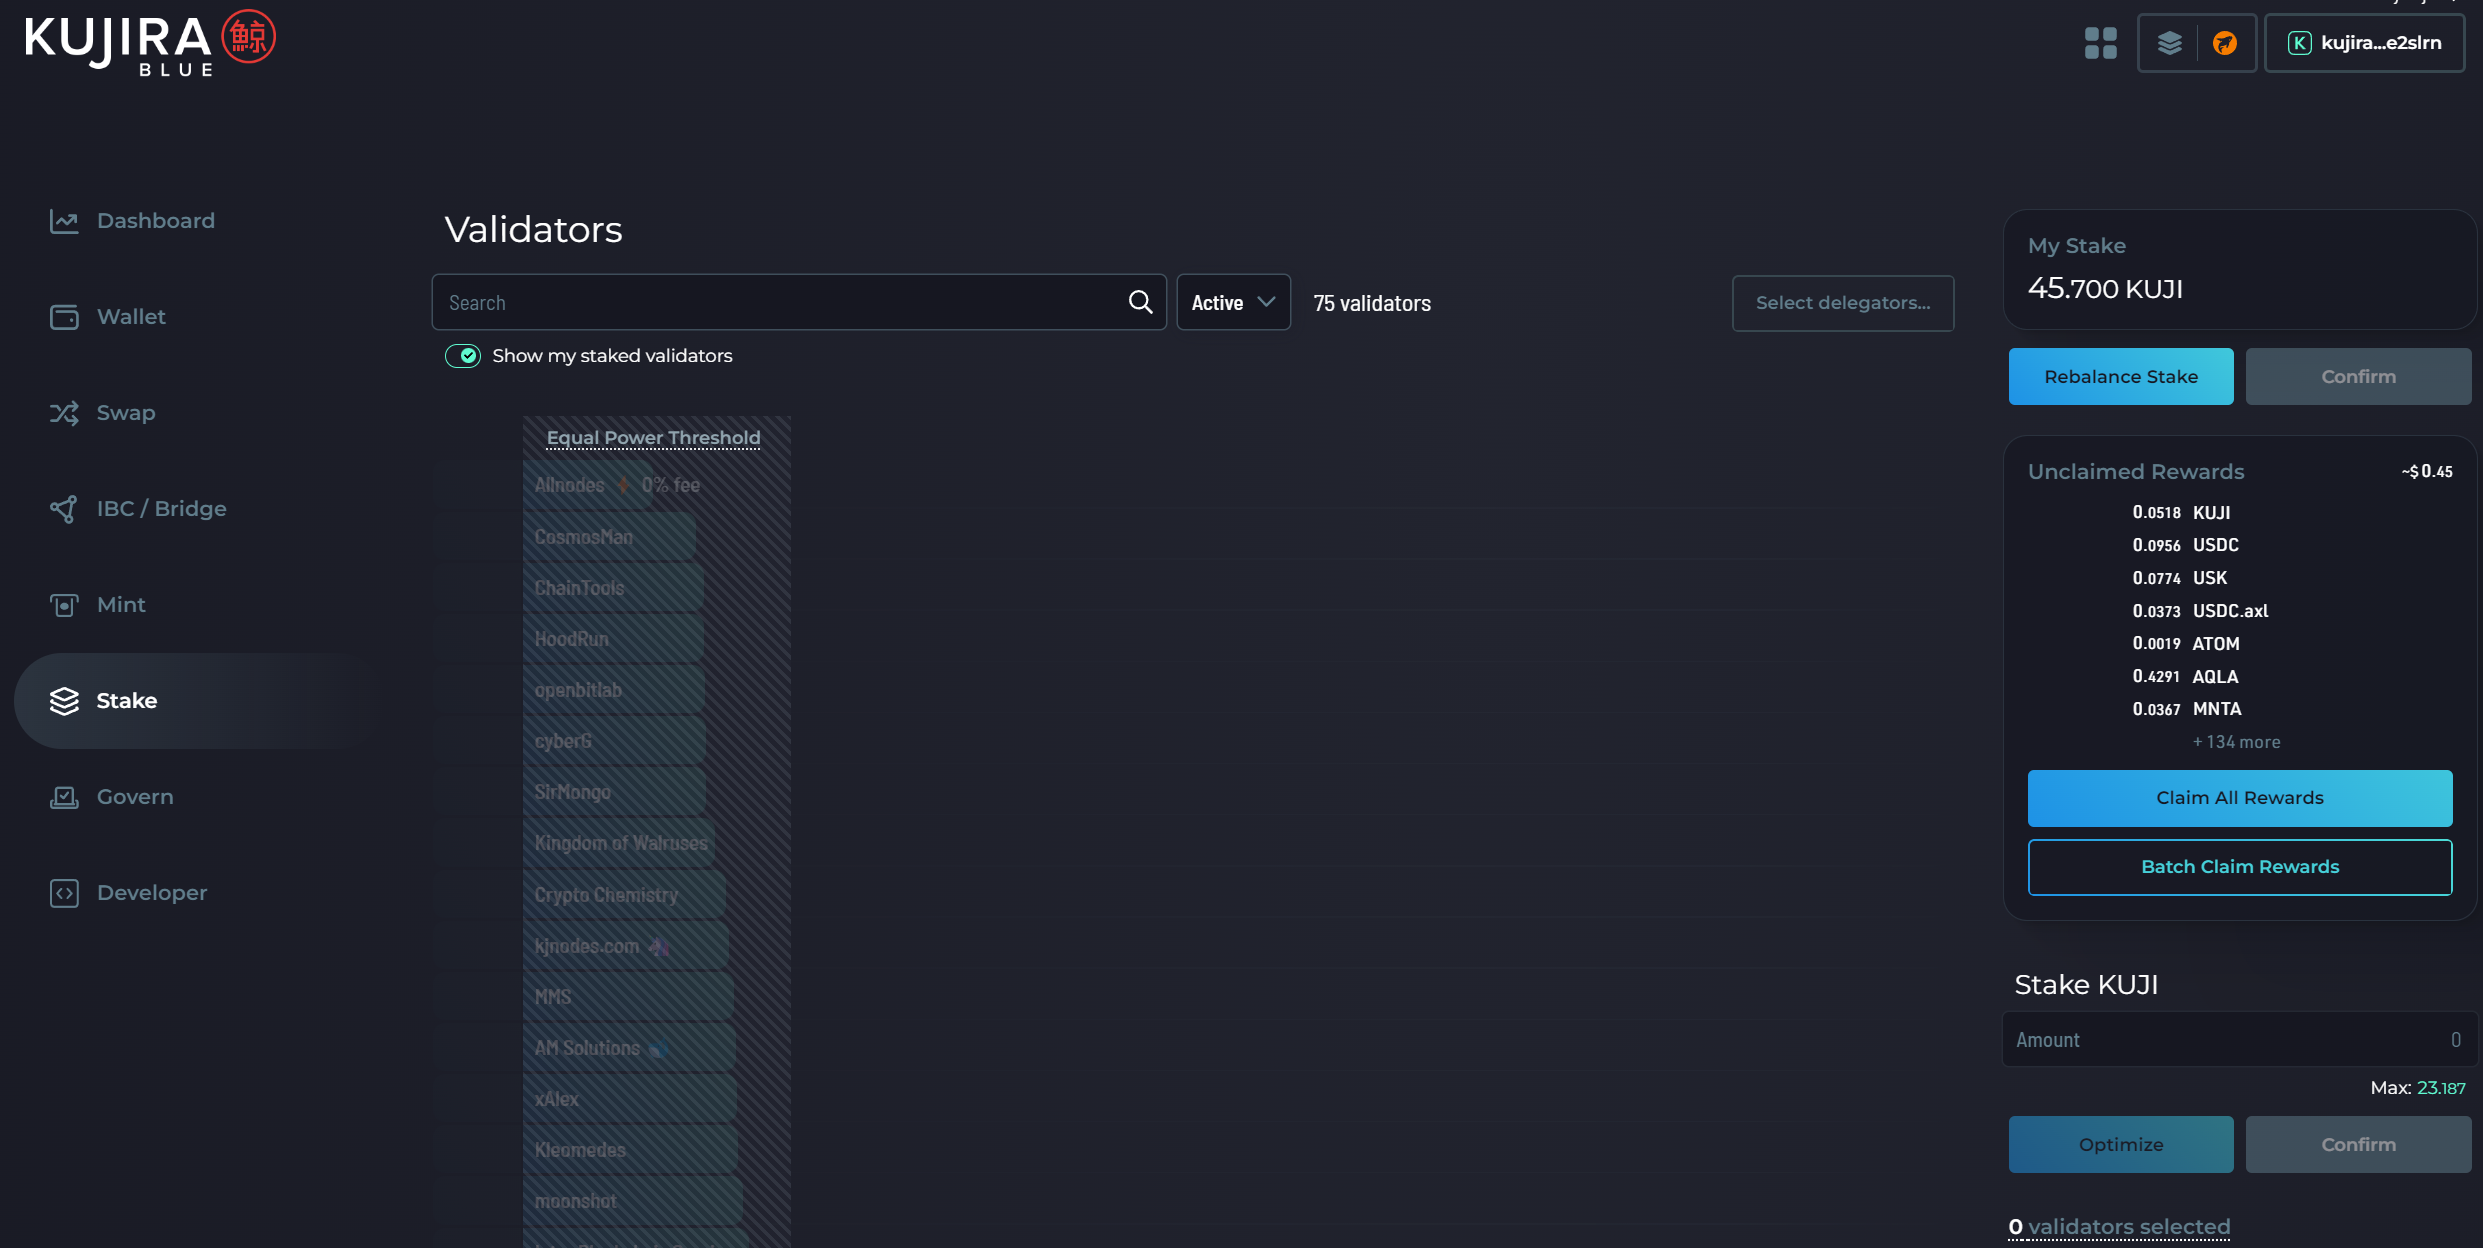 KUJIRA 鯨
BLUE
K kujira...e2slrn
Dashboard
Wallet
Swap
IBC / Bridge
Mint
Stake
Govern
Developer
Validators
Search
Active
75 validators
Select delegators...
Show my staked validators
Equal Power Threshold
Allnodes ⚡ 0% fee
CosmosMan
ChainTools
HoodRun
openbitlab
cyberG
SirMongo
Kingdom of Walruses
Crypto Chemistry
kjnodes.com 🦄
MMS
AM Solutions
xAlex
Kleomedes
moonshot
My Stake
45.700 KUJI
Rebalance Stake
Confirm
Unclaimed Rewards ~$ 0.45
0.0518 KUJI
0.0956 USDC
0.0774 USK
0.0373 USDC.axl
0.0019 ATOM
0.4291 AQLA
0.0367 MNTA
+ 134 more
Claim All Rewards
Batch Claim Rewards
Stake KUJI
Amount 0
Max: 23.187
Optimize
Confirm
0 validators selected